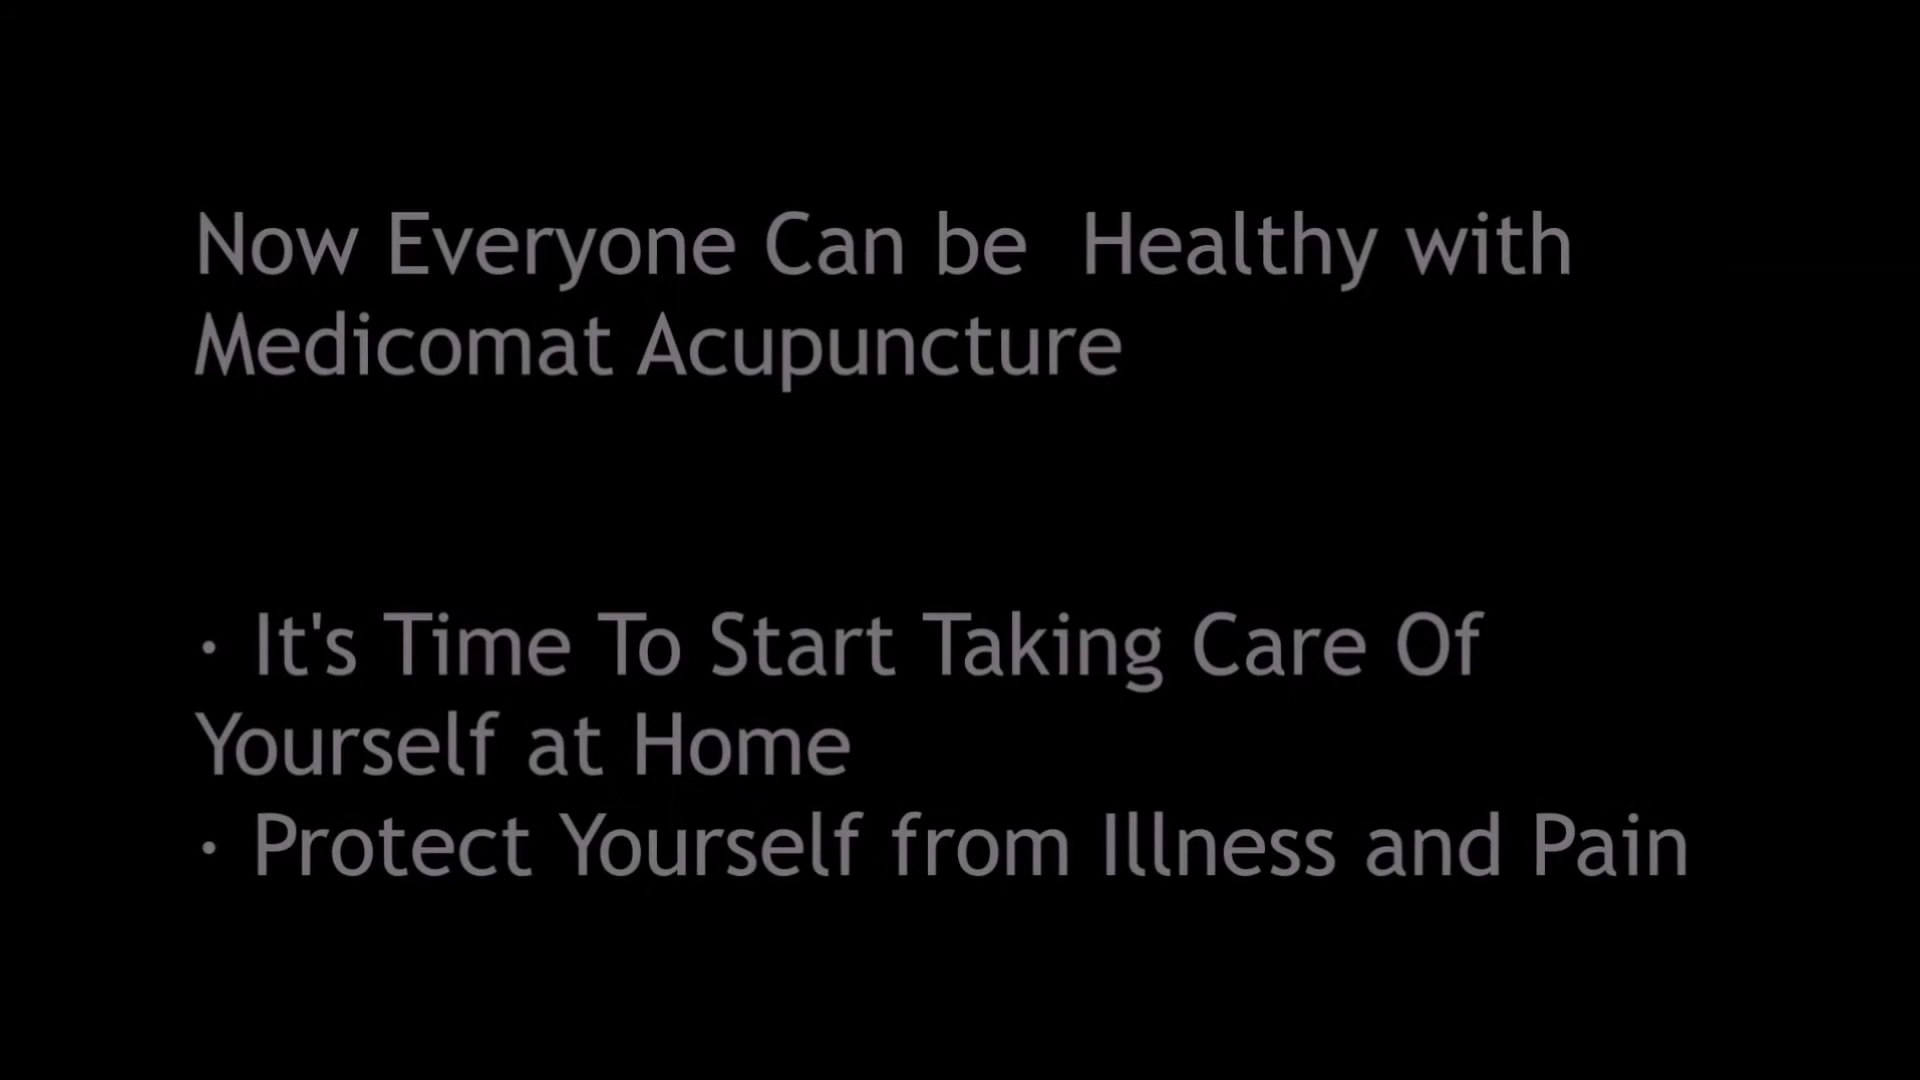 Now Everyone Can be  Healthy with
Medicomat Acupuncture
· It's Time To Start Taking Care Of
Yourself at Home
· Protect Yourself from Illness and Pain